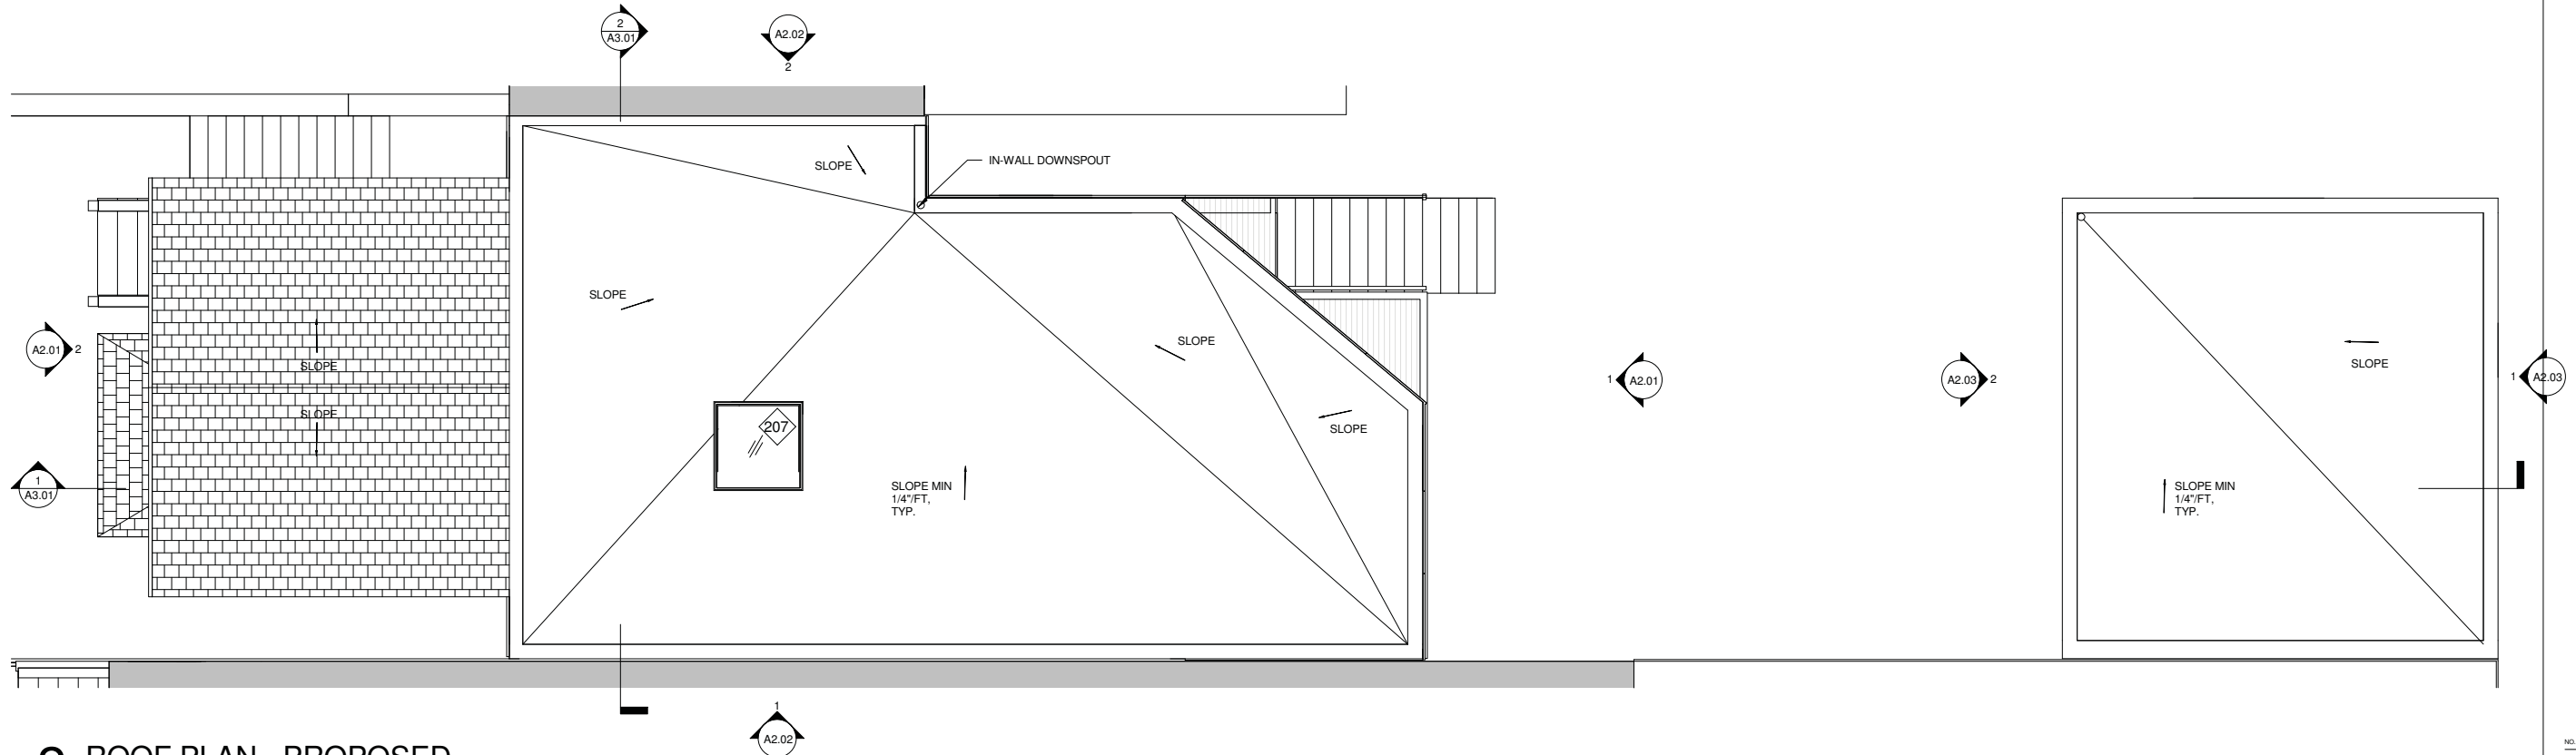 2
A3.01
A2.02
2
SLOPE
IN-WALL DOWNSPOUT
SLOPE
SLOPE
A2.01
2
SLOPE
SLOPE
207
SLOPE
1
A2.01
A2.03
2
SLOPE
1
A2.03
1
A3.01
SLOPE MIN
1/4"/FT,
TYP.
SLOPE MIN
1/4"/FT,
TYP.
1
A2.02
ROOF PLAN - PROPOSED
NO.